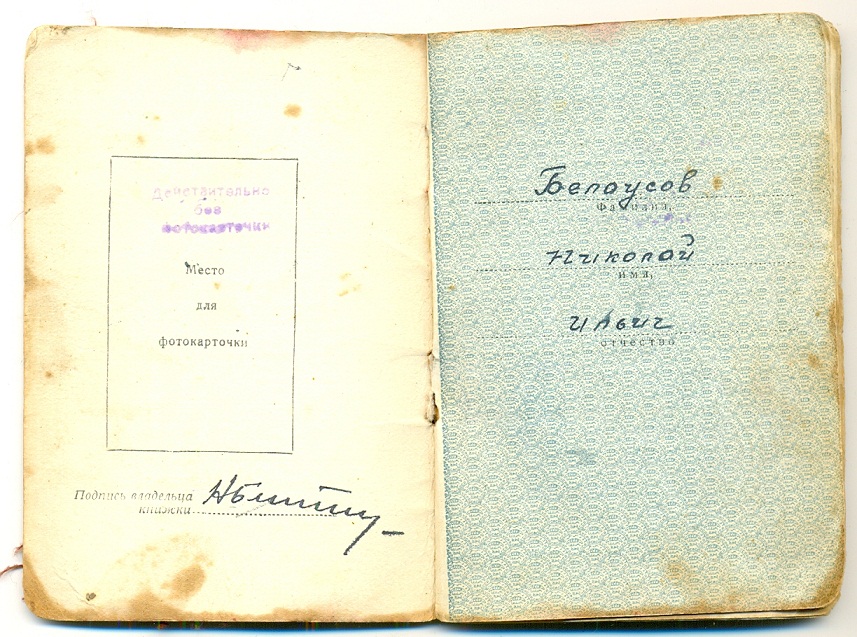 Действительно
без
фотокарточки
Место
для
фотокарточки
Подпись владельца
книжки
Белоусов
Фамилия,
Николай
имя,
Ильич
отчество